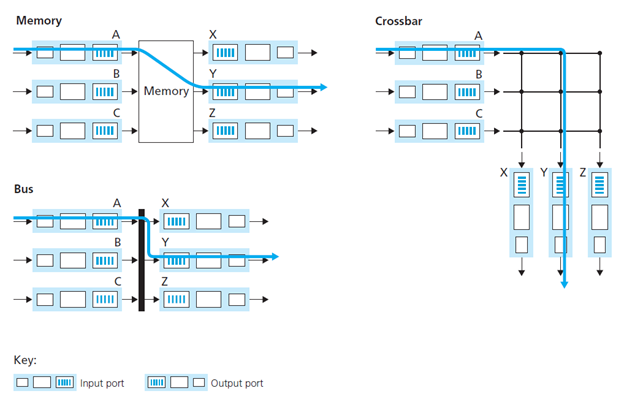 Memory
A
X
B
Y
Memory
C
Z
Crossbar
A
B
C
X
Y
Z
Bus
A
X
B
Y
C
Z
Key:
Input port
Output port